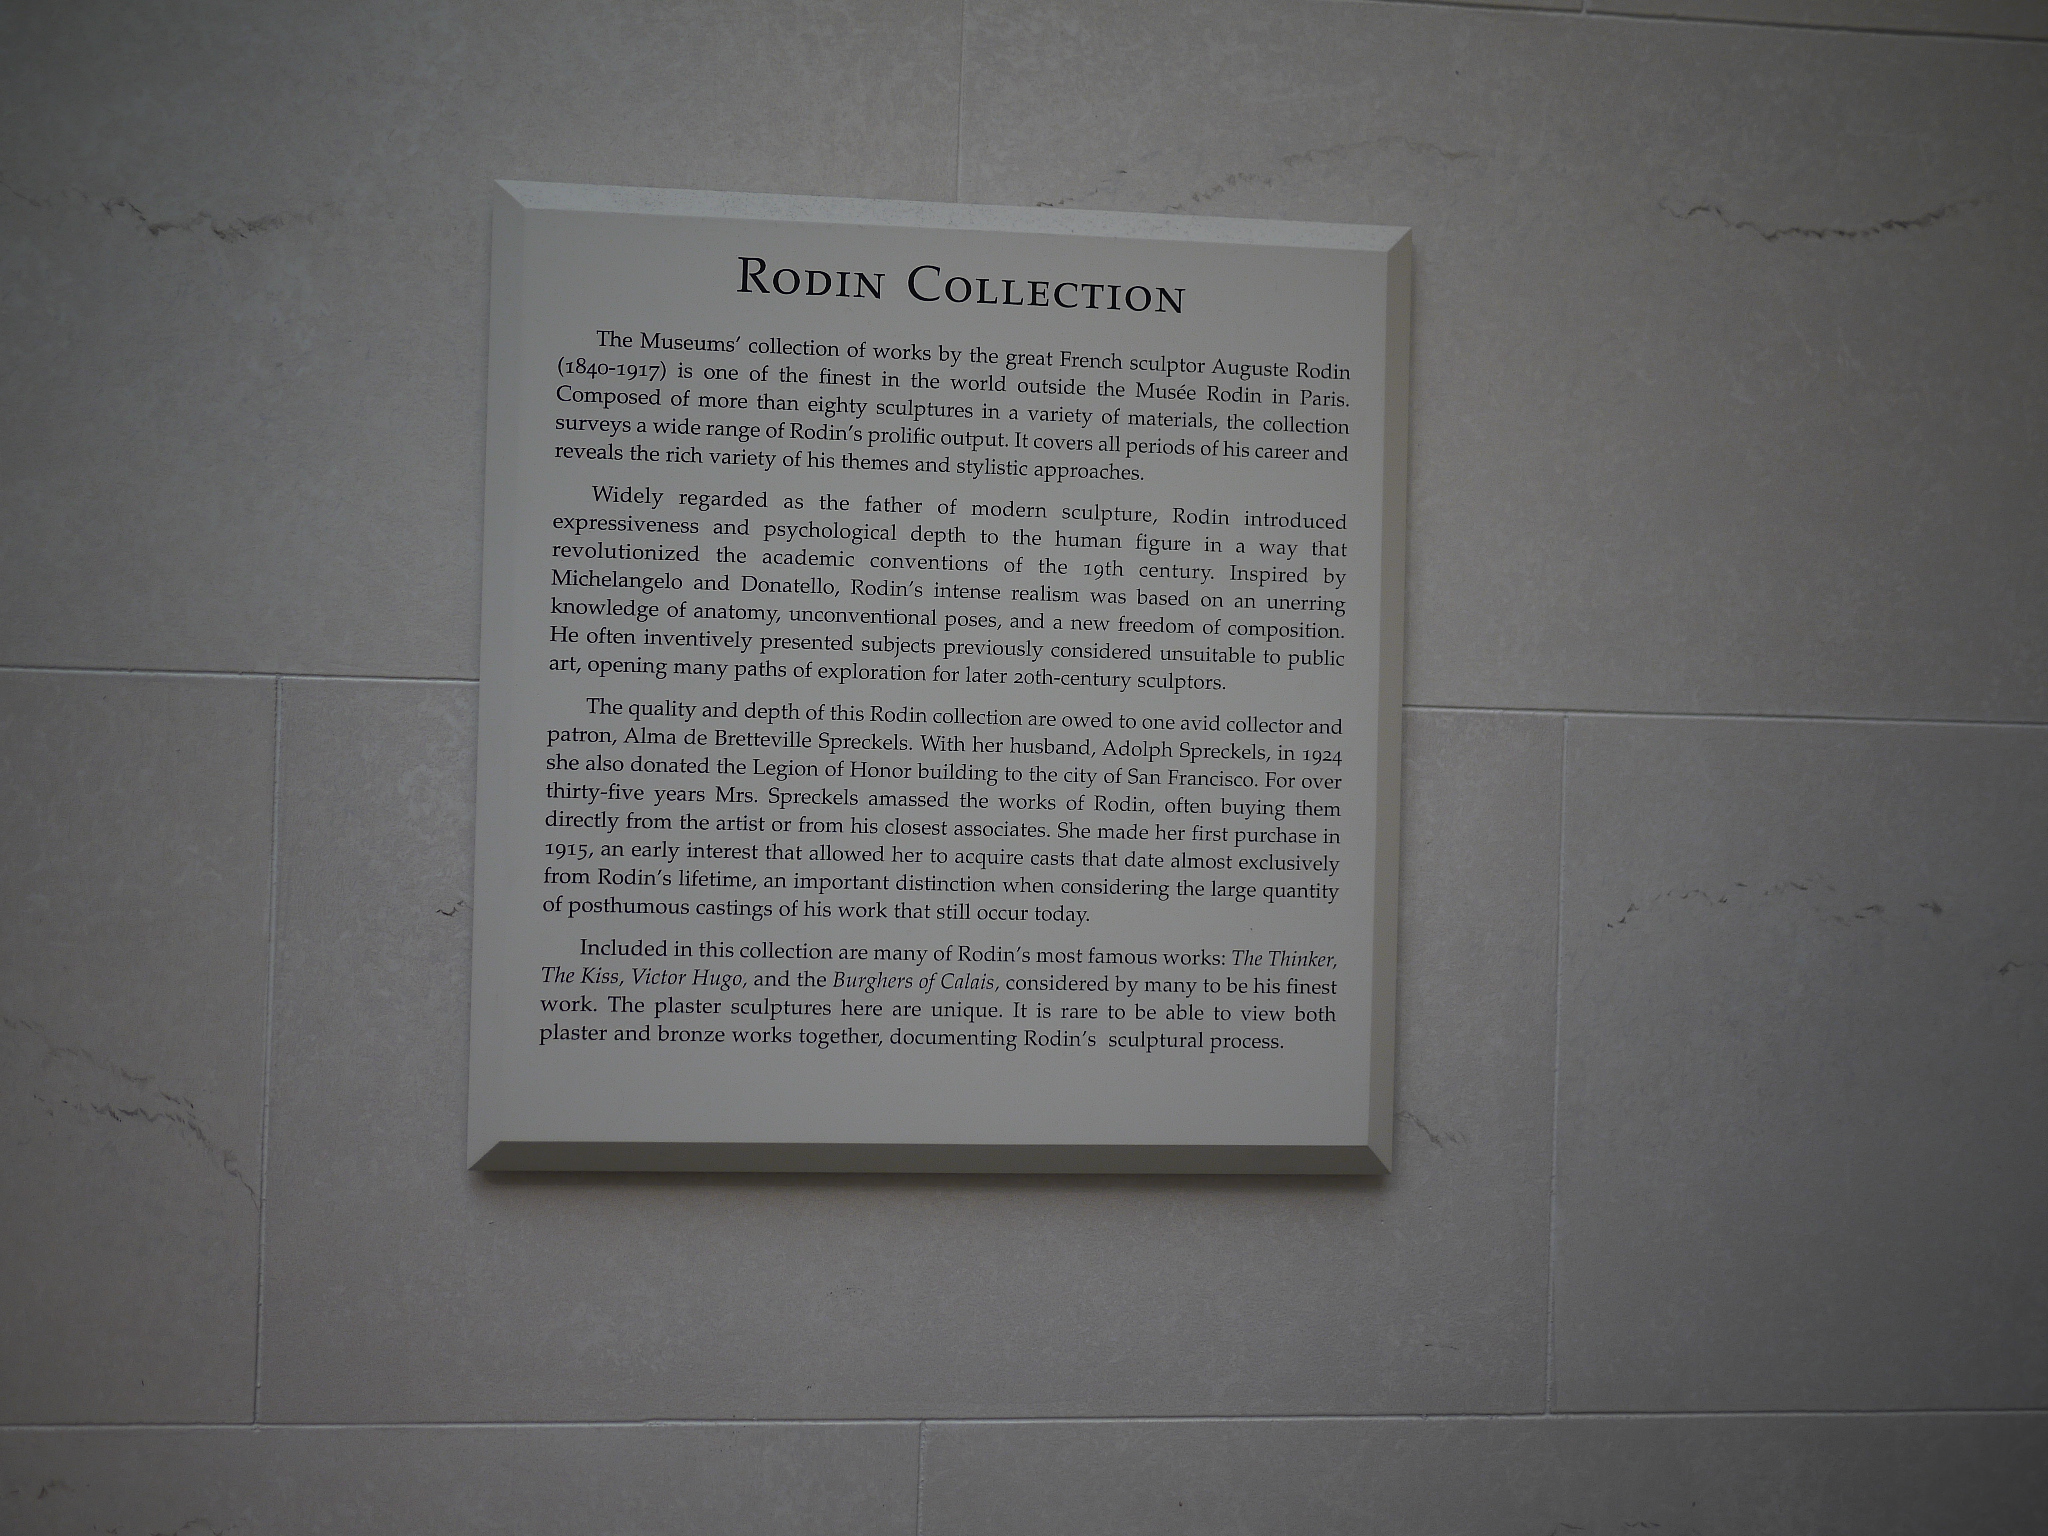 RODIN COLLECTION
The Museums' collection of works by the great French sculptor Auguste Rodin
(1840-1917) is one of the finest in the world outside the Musée Rodin in Paris.
Composed of more than eighty sculptures in a variety of materials, the collection
surveys a wide range of Rodin's prolific output. It covers all periods of his career and
reveals the rich variety of his themes and stylistic approaches.
Widely regarded as the father of modern sculpture, Rodin introduced
expressiveness and psychological depth to the human figure in a way that
revolutionized the academic conventions of the 19th century. Inspired by
Michelangelo and Donatello, Rodin's intense realism was based on an unerring
knowledge of anatomy, unconventional poses, and a new freedom of composition.
He often inventively presented subjects previously considered unsuitable to public
art, opening many paths of exploration for later 20th-century sculptors.
The quality and depth of this Rodin collection are owed to one avid collector and
patron, Alma de Bretteville Spreckels. With her husband, Adolph Spreckels, in 1924
she also donated the Legion of Honor building to the city of San Francisco. For over
thirty-five years Mrs. Spreckels amassed the works of Rodin, often buying them
directly from the artist or from his closest associates. She made her first purchase in
1915, an early interest that allowed her to acquire casts that date almost exclusively
from Rodin's lifetime, an important distinction when considering the large quantity
of posthumous castings of his work that still occur today.
Included in this collection are many of Rodin's most famous works: The Thinker,
The Kiss, Victor Hugo, and the Burghers of Calais, considered by many to be his finest
work. The plaster sculptures here are unique. It is rare to be able to view both
plaster and bronze works together, documenting Rodin's sculptural process.